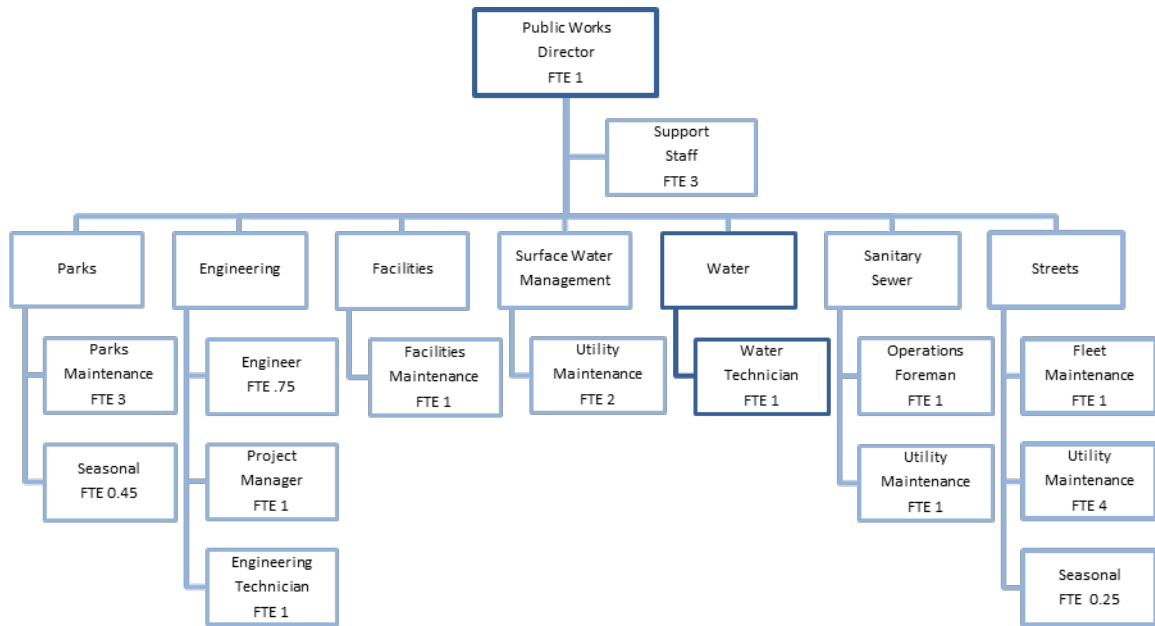 Public Works
Director
FTE 1
Support
Staff
FTE 3
Parks
Engineering
Facilities
Surface Water
Management
Water
Sanitary
Sewer
Streets
Parks
Maintenance
FTE 3
Engineer
FTE .75
Facilities
Maintenance
FTE 1
Utility
Maintenance
FTE 2
Water
Technician
FTE 1
Operations
Foreman
FTE 1
Fleet
Maintenance
FTE 1
Seasonal
FTE 0.45
Project
Manager
FTE 1
Utility
Maintenance
FTE 1
Utility
Maintenance
FTE 4
Engineering
Technician
FTE 1
Seasonal
FTE 0.25